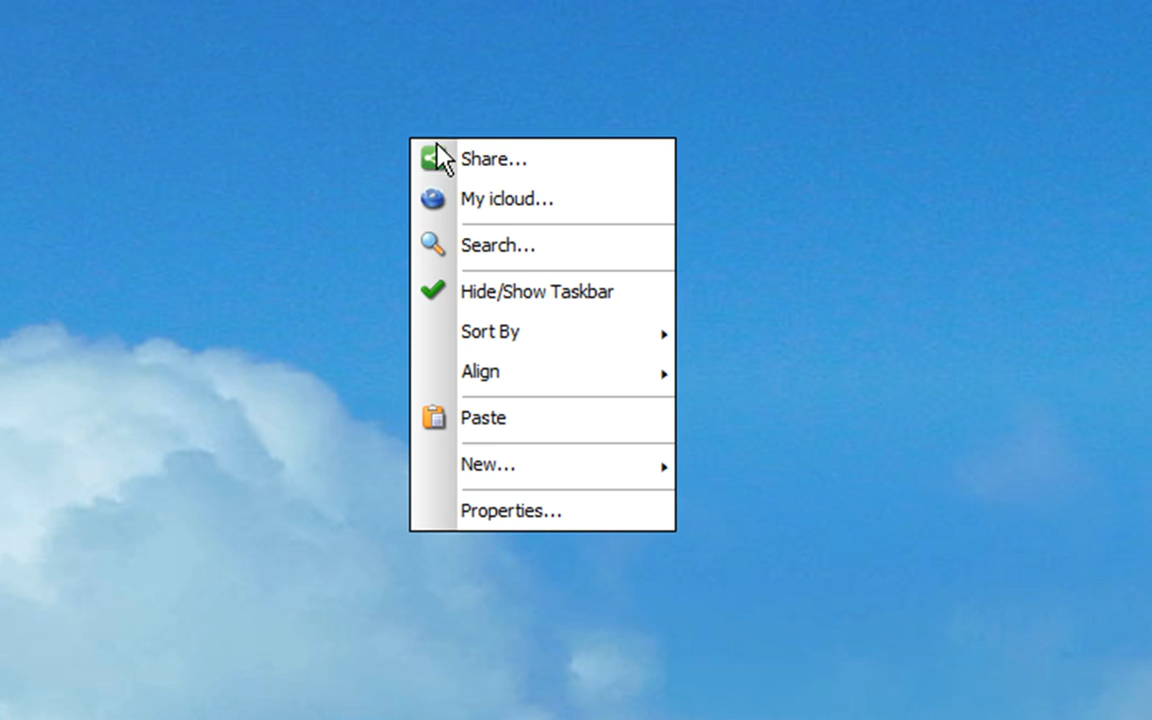 Share...
My icloud...
Search...
Hide/Show Taskbar
Sort By
Align
Paste
New...
Properties...